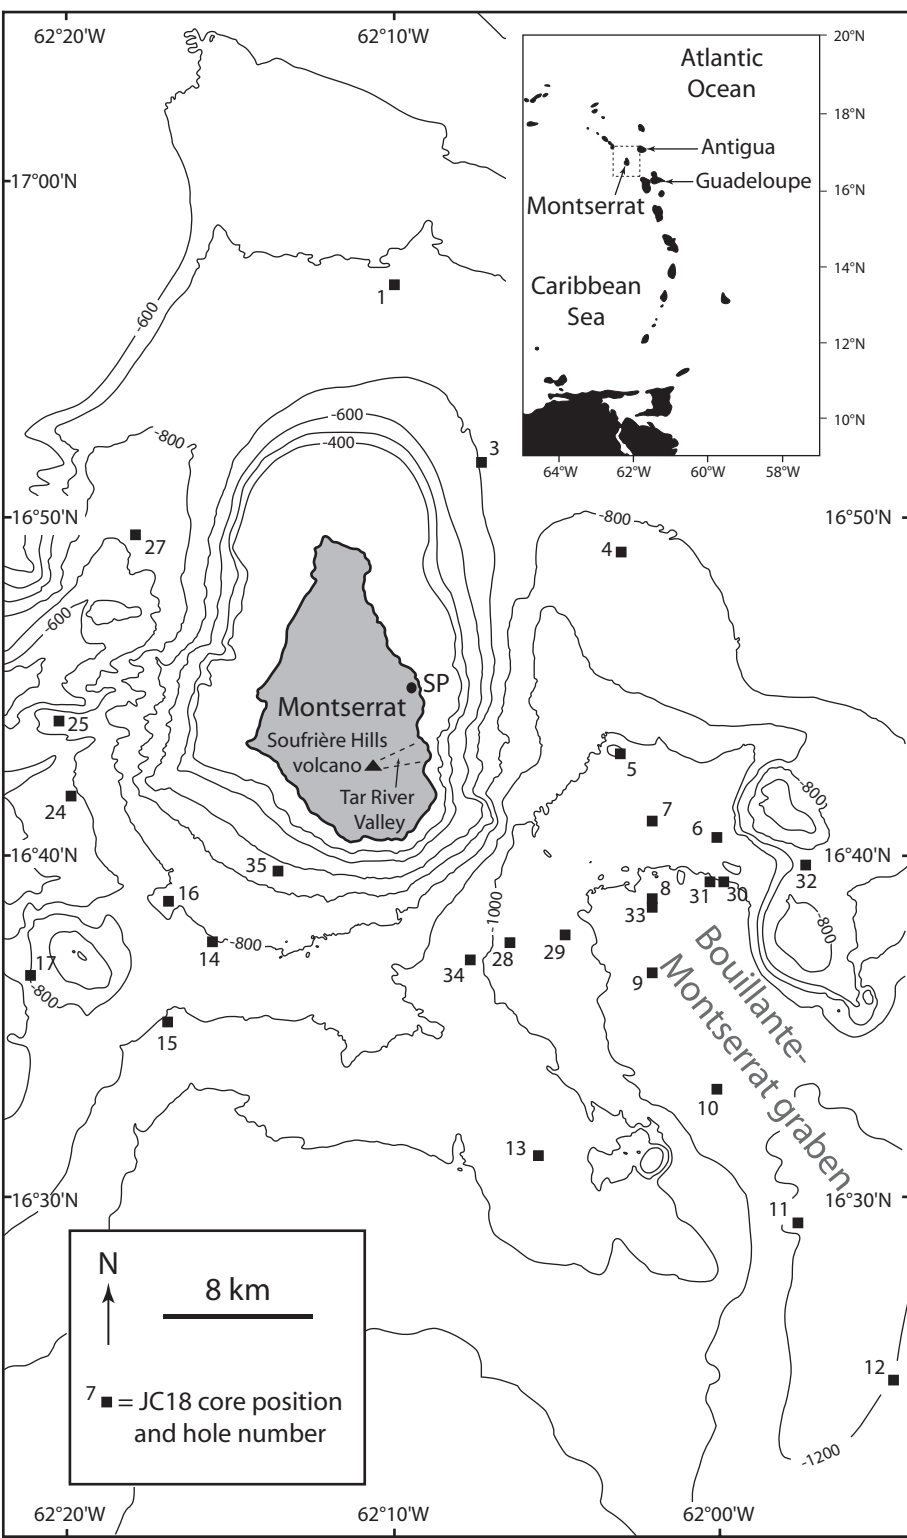 62°20'W
62°10'W
20°N
Atlantic
Ocean
18°N
Antigua
Guadeloupe
16°N
Montserrat
14°N
Caribbean
Sea
12°N
10°N
64°W
62°W
60°W
58°W
17°00'N
1
-600
-600
-400
-800
3
16°50'N
-800
16°50'N
4
27
-600
SP
Montserrat
25
Soufrière Hills
volcano
5
24
Tar River
Valley
-800
7
6
16°40'N
16°40'N
35
32
16
8
31
30
33
-1000
-800
14
-800
28
29
34
17
-800
9
Bouillante-
Montserrat graben
15
10
13
16°30'N
16°30'N
11
N
8 km
12
7 = JC18 core position
and hole number
-1200
62°20'W
62°10'W
62°00'W